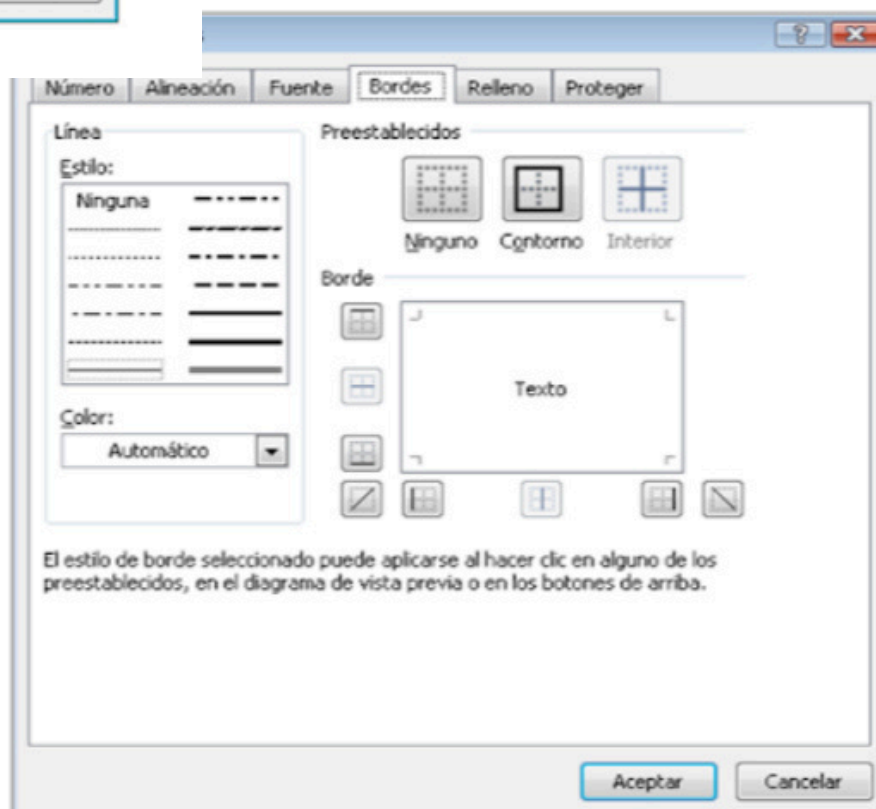 Número Alineación Fuente Bordes Relleno Proteger
Línea
Estilo:
Ninguna
Color:
Automático
Preestablecidos
Ninguno Contorno Interior
Borde
Texto
El estilo de borde seleccionado puede aplicarse al hacer clic en alguno de los
preestablecidos, en el diagrama de vista previa o en los botones de arriba.
Aceptar Cancelar